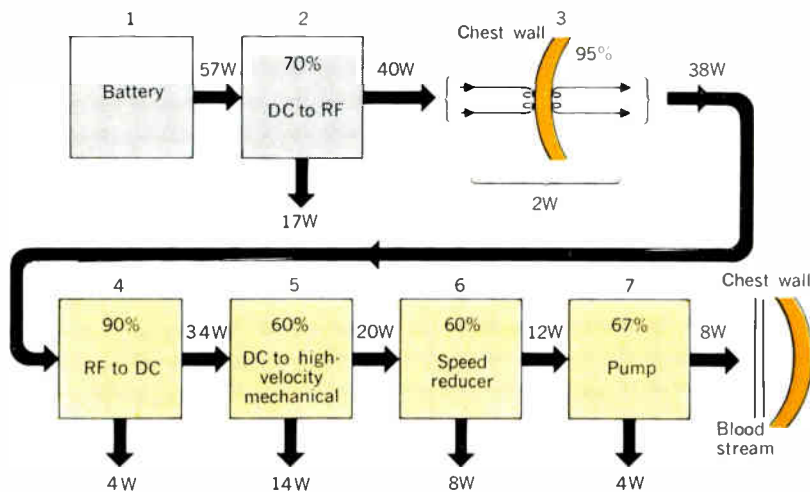 1
2
Chest wall 3
70%
95%
57W
40W
38W
Battery
DC to RF
17W
2W
4
5
6
7
Chest wall
90%
34W
60%
20W
60%
12W
67%
8W
RF to DC
DC to high-
velocity
mechanical
Speed
reducer
Pump
Blood
stream
4W
14W
8W
4W